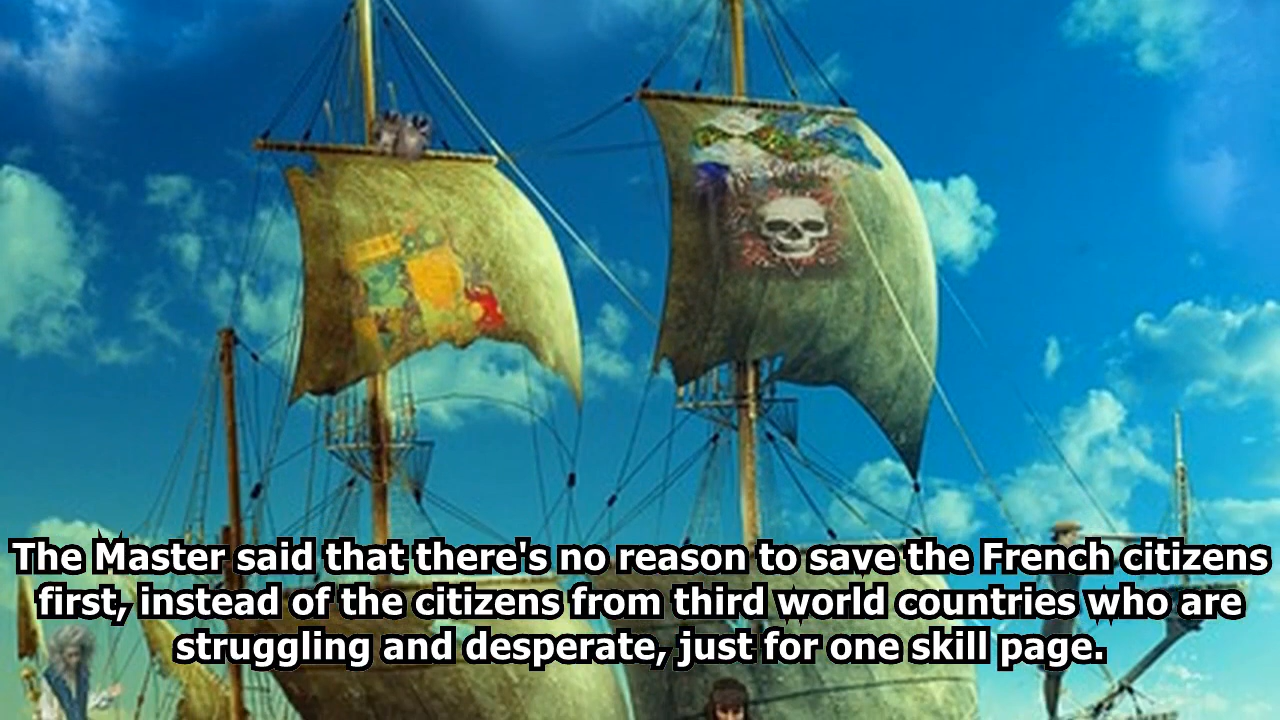 The Master said that there's no reason to save the French citizens
first, instead of the citizens from third world countries who are
struggling and desperate, just for one skill page.